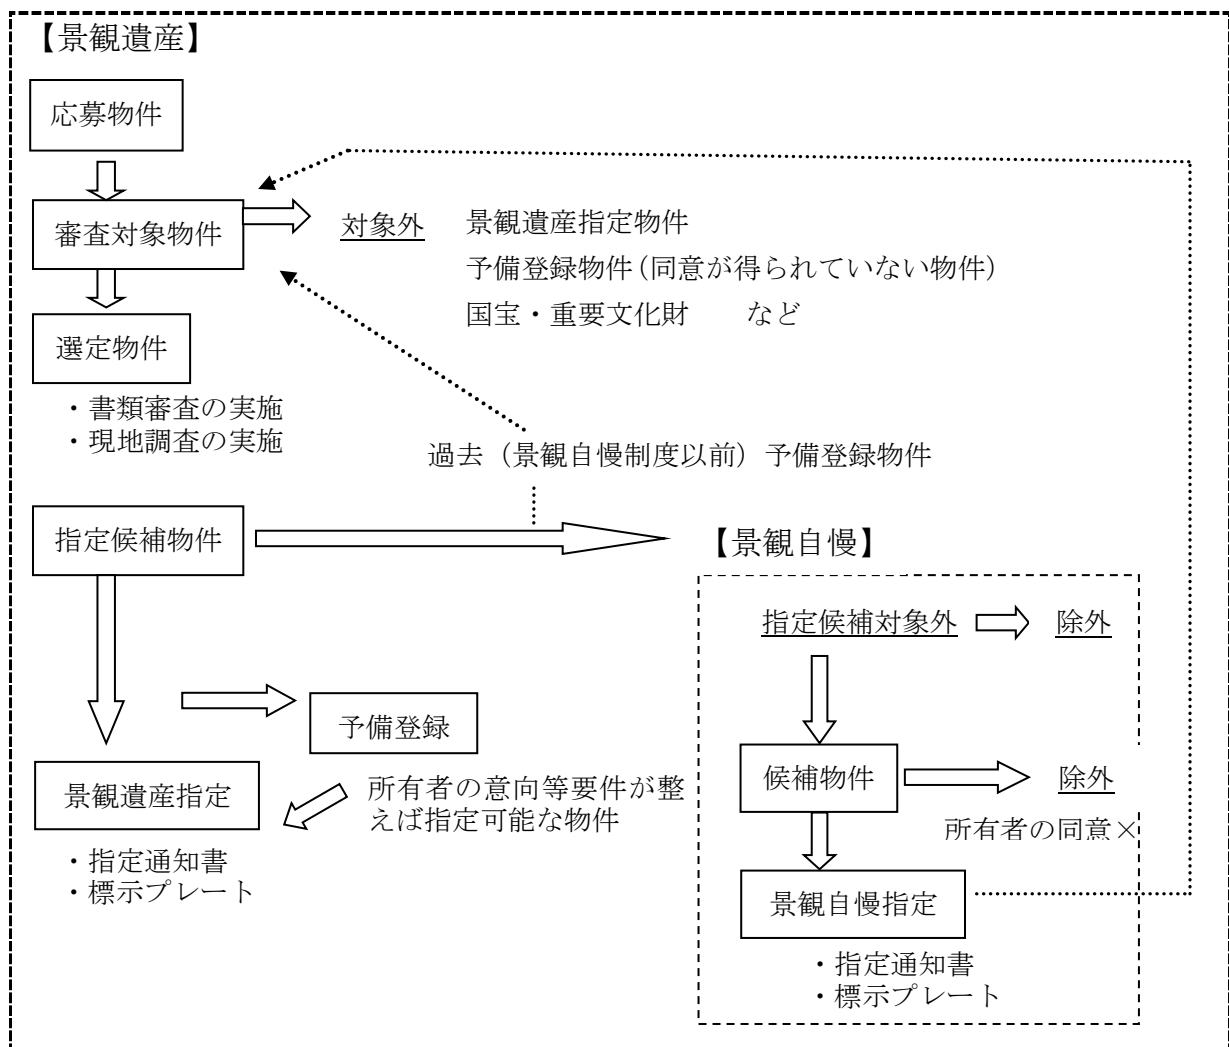 【景観遺産】
応募物件
審査対象物件
対象外 景観遺産指定物件
予備登録物件(同意が得られていない物件)
国宝・重要文化財 など
選定物件
・書類審査の実施
・現地調査の実施
過去(景観自慢制度以前)予備登録物件
指定候補物件
【景観自慢】
指定候補対象外 除外
予備登録
候補物件 除外
景観遺産指定
所有者の意向等要件が整
えば指定可能な物件
所有者の同意×
・指定通知書
・標示プレート
景観自慢指定
・指定通知書
・標示プレート